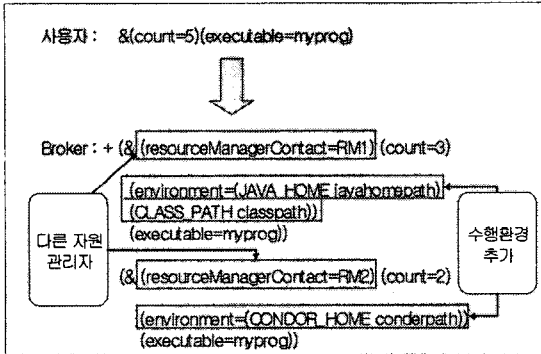 사용자 : &(count=5)(executable=myprog)
Broker : + (& (resourceManagerContact=RM1) (count=3)
(environment=(JAVA_HOME javahomepath)
(CLASS_PATH classpath))
(executable=myprog))
다른 자원
관리자
수행환경
추가
(& (resourceManagerContact=RM2) (count=2)
(environment=(CONDOR_HOME conderpath))
(executable=myprog))